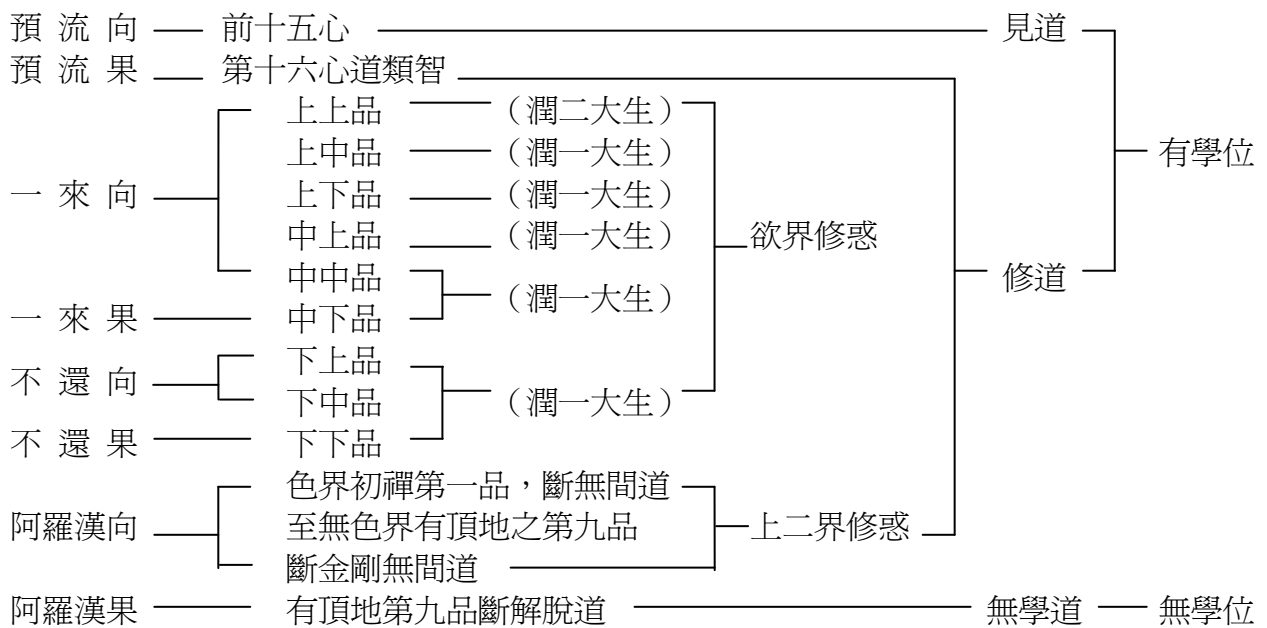 預流向 前十五心 見道
預流果 第十六心道類智
上上品 （潤二大生）
上中品 （潤一大生） 有學位
一來向 上下品 （潤一大生）
中上品 （潤一大生） 欲界修惑
中中品
（潤一大生） 修道
一來果 中下品
下上品
不還向
下中品 （潤一大生）
不還果 下下品
色界初禪第一品，斷無間道
阿羅漢向 至無色界有頂地之第九品 上二界修惑
斷金剛無間道
阿羅漢果 有頂地第九品斷解脫道 無學道 無學位